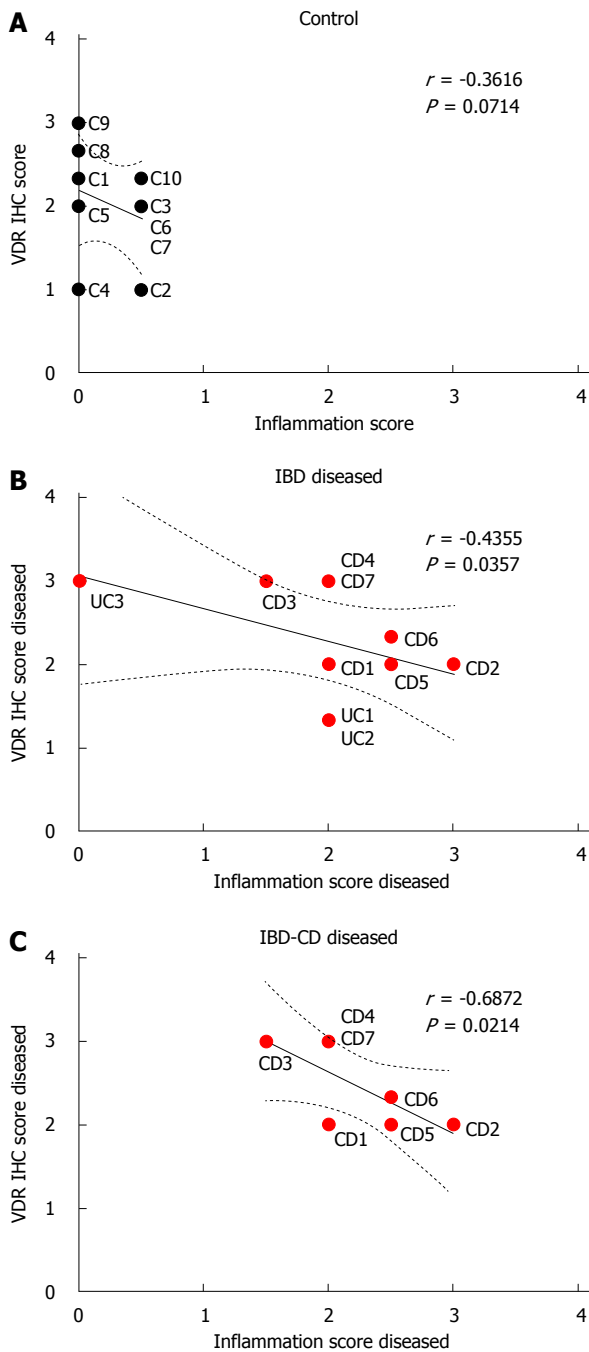 A
Control
r = -0.3616
P = 0.0714
4
3
2
1
0
VDR IHC score
C9
C8
C1
C10
C5
C3
C6
C7
C4
C2
0
1
2
3
4
Inflammation score
B
IBD diseased
r = -0.4355
P = 0.0357
4
3
2
1
0
VDR IHC score diseased
CD4
CD7
UC3
CD3
CD6
CD1
CD5
CD2
UC1
UC2
0
1
2
3
4
Inflammation score diseased
C
IBD-CD diseased
r = -0.6872
P = 0.0214
4
3
2
1
0
VDR IHC score diseased
CD4
CD7
CD3
CD6
CD1
CD5
CD2
0
1
2
3
4
Inflammation score diseased